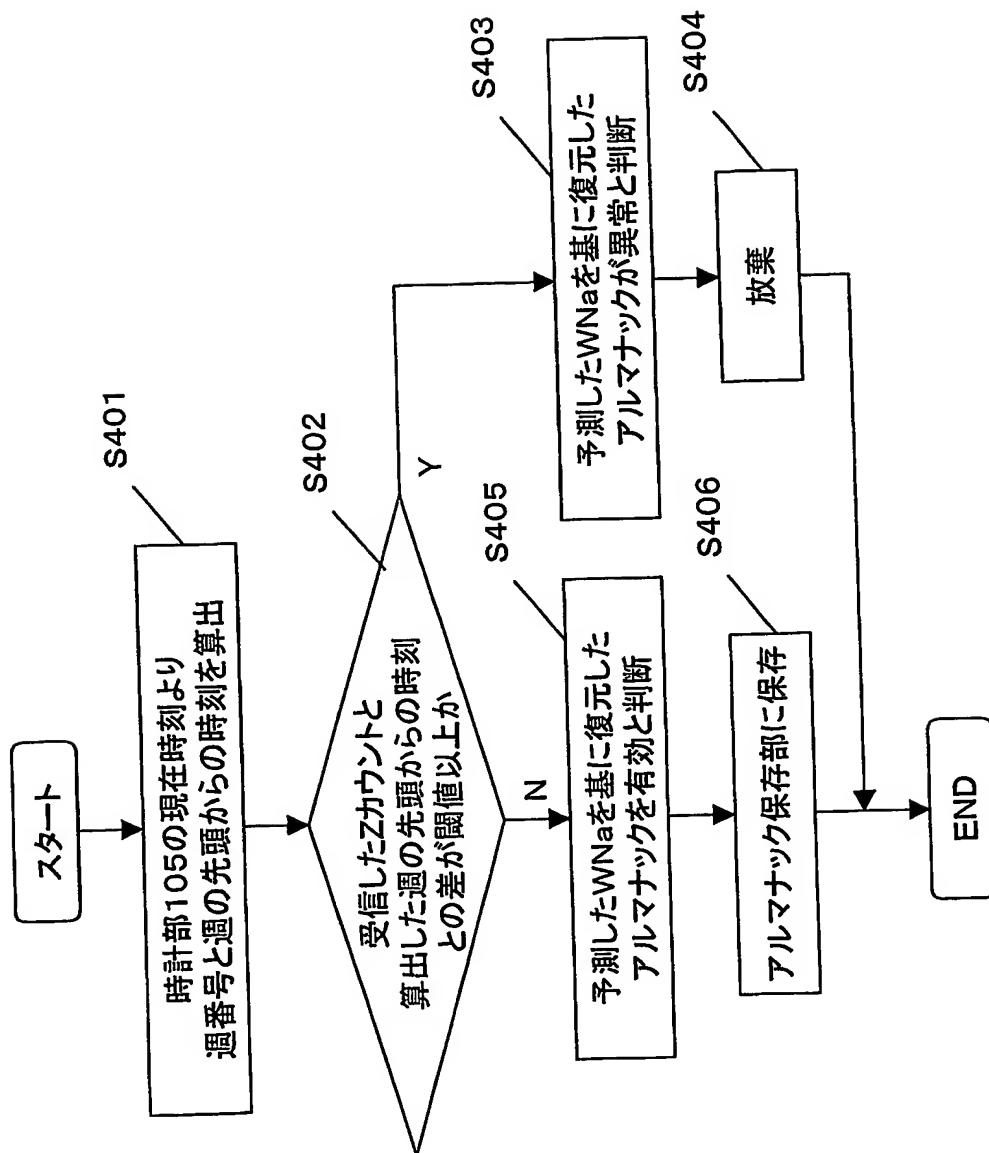 スタート
S401
時計部105の現在時刻より
週番号と週の先頭からの時刻を算出
S402
受信したZカウントと
算出した週の先頭からの時刻
との差が閾値以上か
Y
N
S403
予測したWNaを基に復元した
アルマナックが異常と判断
S404
放棄
S405
予測したWNaを基に復元した
アルマナックを有効と判断
S406
アルマナック保存部に保存
END